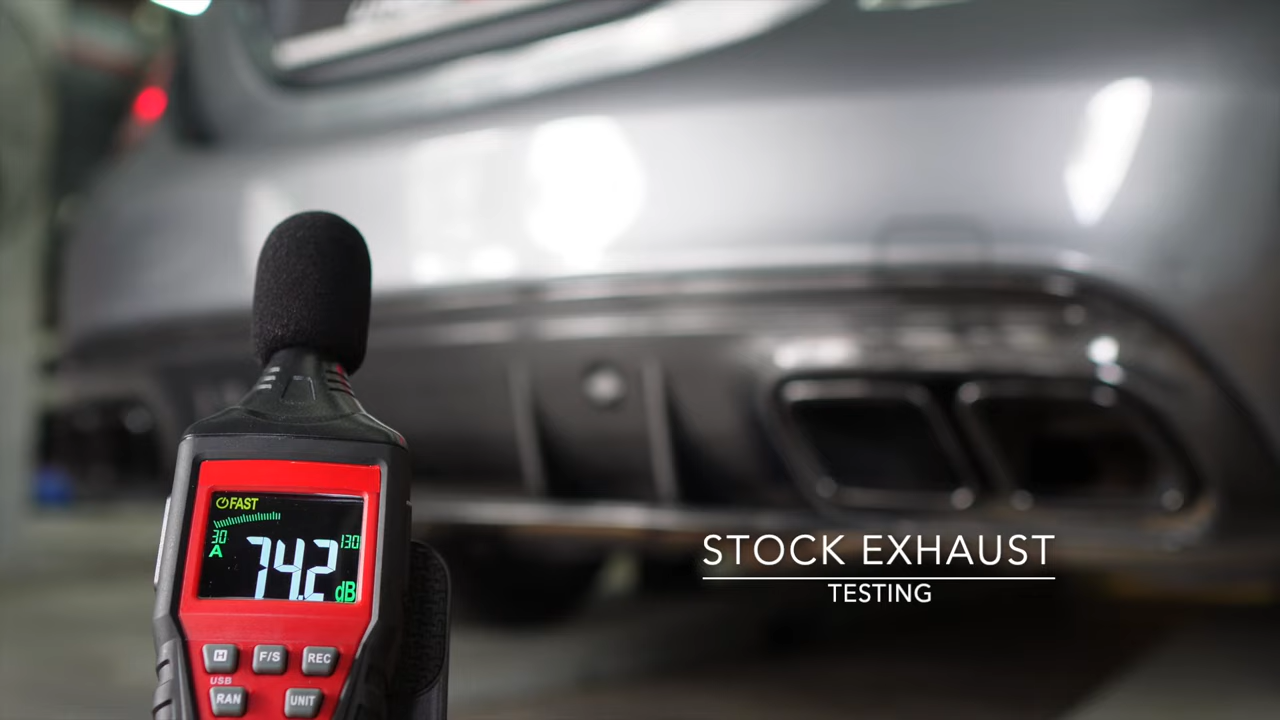 FAST
30
130
A
74.2
dB
H
F/S
REC
USB
RAN
UNIT
STOCK EXHAUST
TESTING